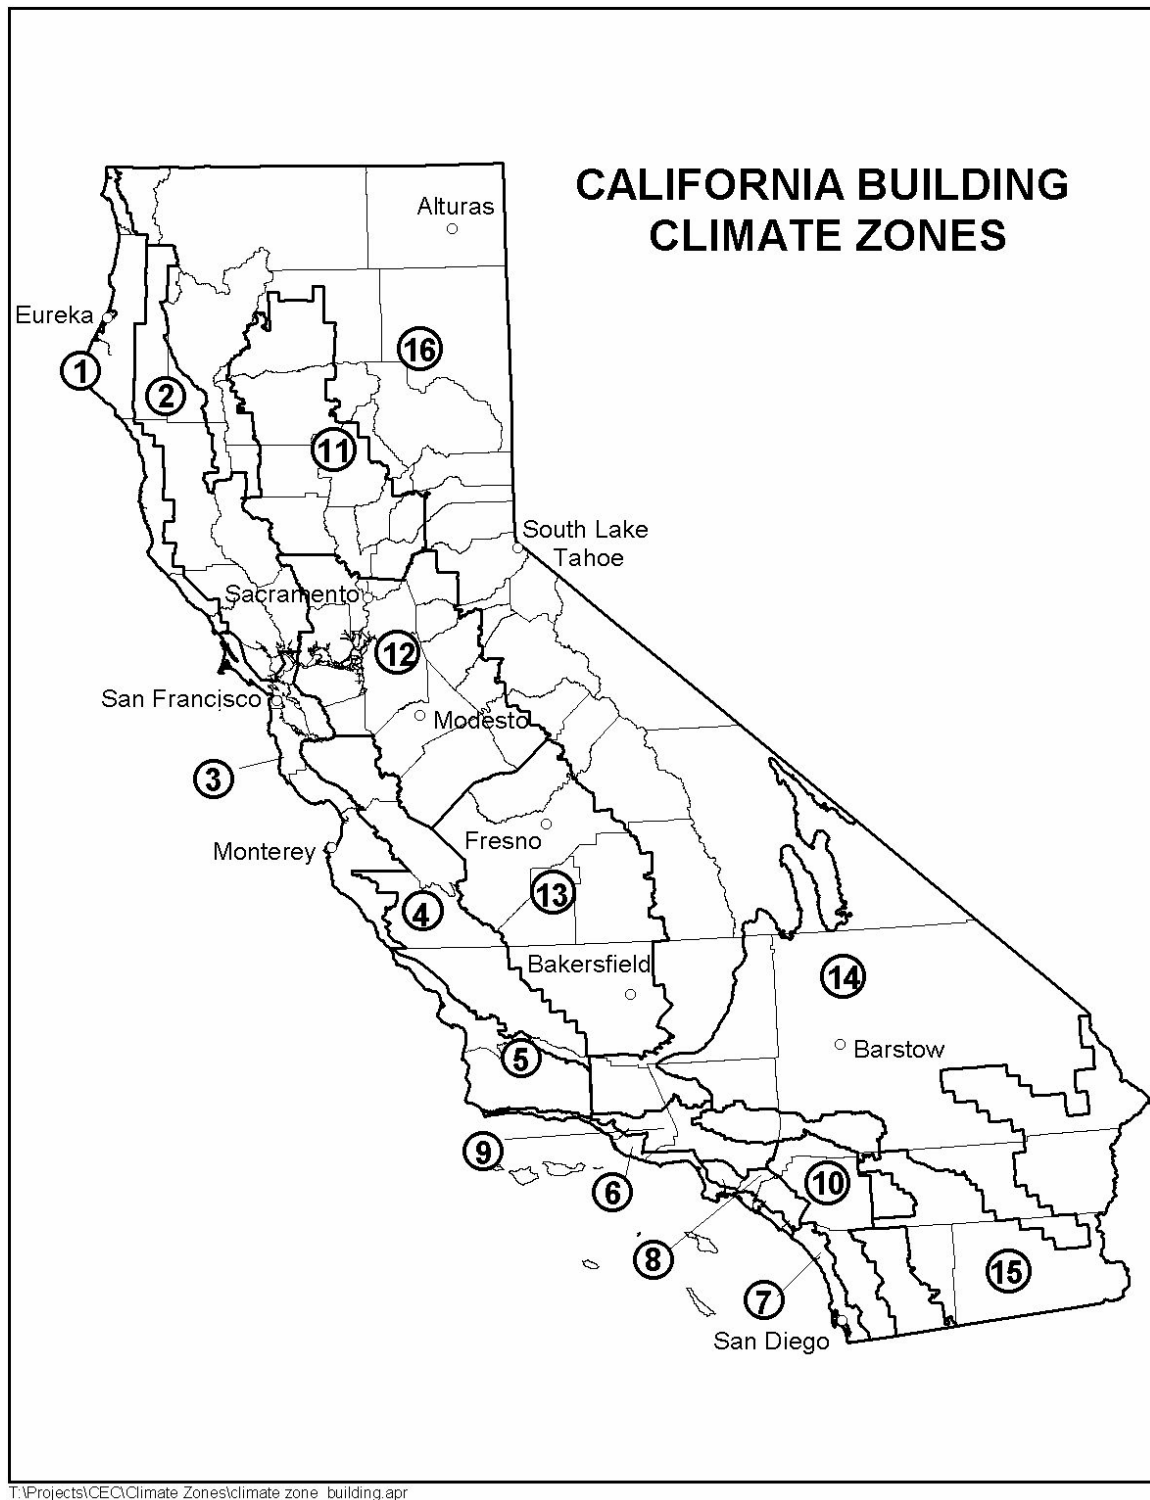 CALIFORNIA BUILDING
CLIMATE ZONES
Alturas
Eureka
16
1
2
11
South Lake
Tahoe
Sacramento
12
San Francisco
Modesto
3
Fresno
Monterey
13
4
Bakersfield
14
5
Barstow
9
10
6
8
15
7
San Diego
T:\Projects\CEC\Climate Zones\climate zone building.apr